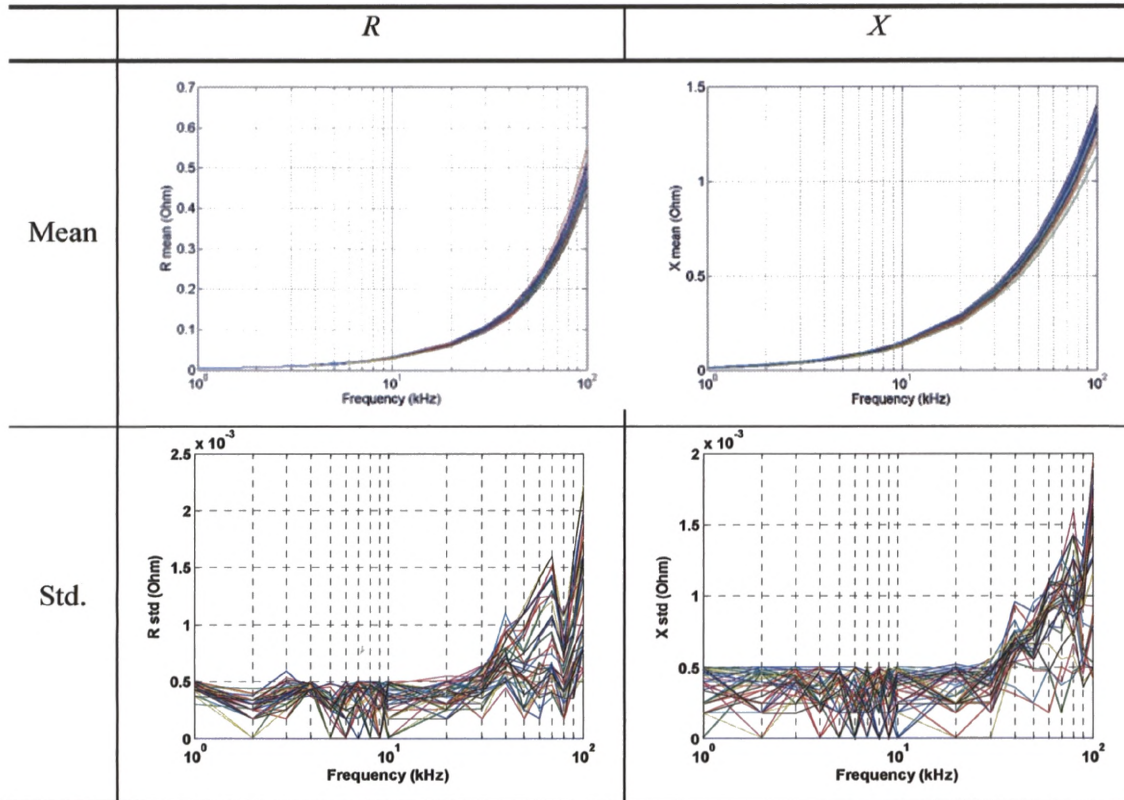 R X
Mean
0.7
0.6
0.5
0.4
0.3
0.2
0.1
0
R mean (Ohm)
10^0 10^1 10^2
Frequency (kHz)
1.5
1
0.5
0
X mean (Ohm)
10^0 10^1 10^2
Frequency (kHz)
Std.
x 10^-3
2.5
2
1.5
1
0.5
0
R std (Ohm)
10^0 10^1 10^2
Frequency (kHz)
x 10^-3
2
1.5
1
0.5
0
X std (Ohm)
10^0 10^1 10^2
Frequency (kHz)